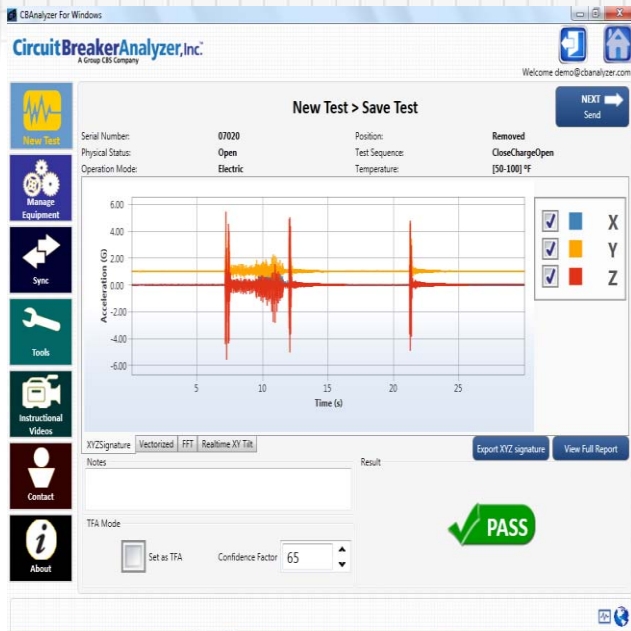 CBAnalyzer For Windows
CircuitBreakerAnalyzer, Inc.™
A Group CBS Company
Welcome demo@cbanalyzer.com
New Test > Save Test
NEXT
Send
New Test
Manage
Equipment
Sync
Tools
Instructional
Videos
Contact
About
Serial Number: 07020 Position: Removed
Physical Status: Open Test Sequence: CloseChargeOpen
Operation Mode: Electric Temperature: [50-100] ºF
Acceleration (G)
6.00
4.00
2.00
0.00
-2.00
-4.00
-6.00
5 10 15 20 25
Time (s)
X
Y
Z
XYZSignature Vectorized FFT Realtime XY Tilt
Export XYZ signature View Full Report
Notes
Result
PASS
TFA Mode
Set as TFA Confidence Factor 65